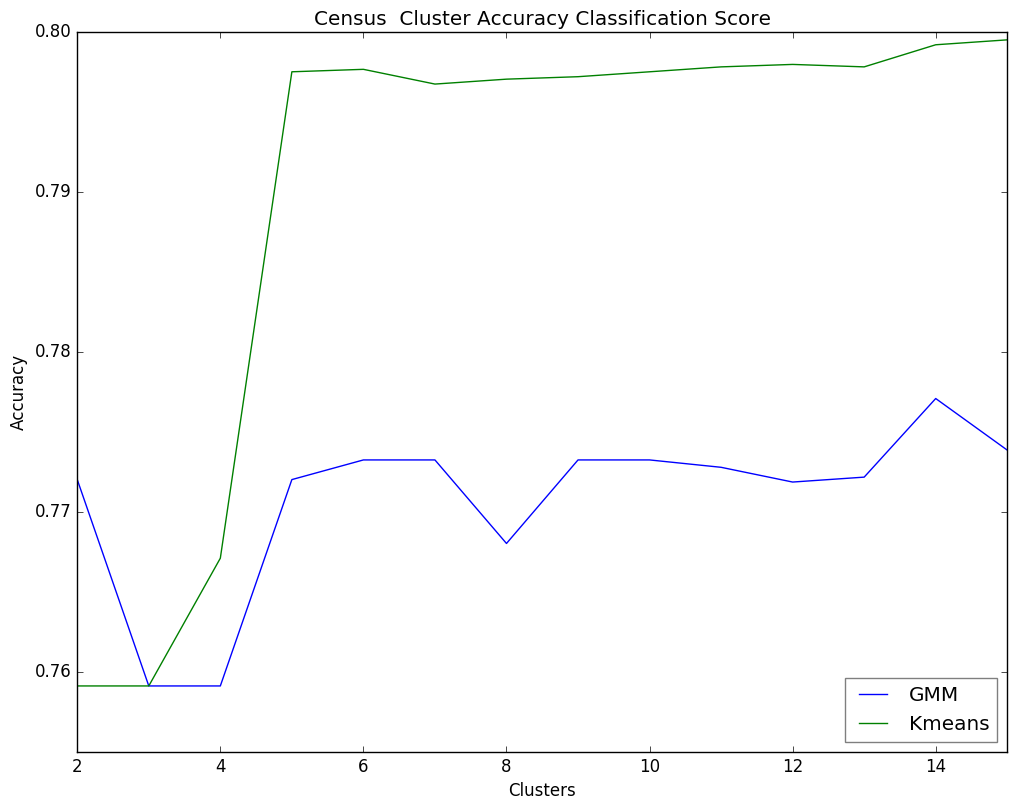 Census  Cluster Accuracy Classification Score
0.80
0.79
0.78
0.77
0.76
Accuracy
2 4 6 8 10 12 14
Clusters
GMM
Kmeans